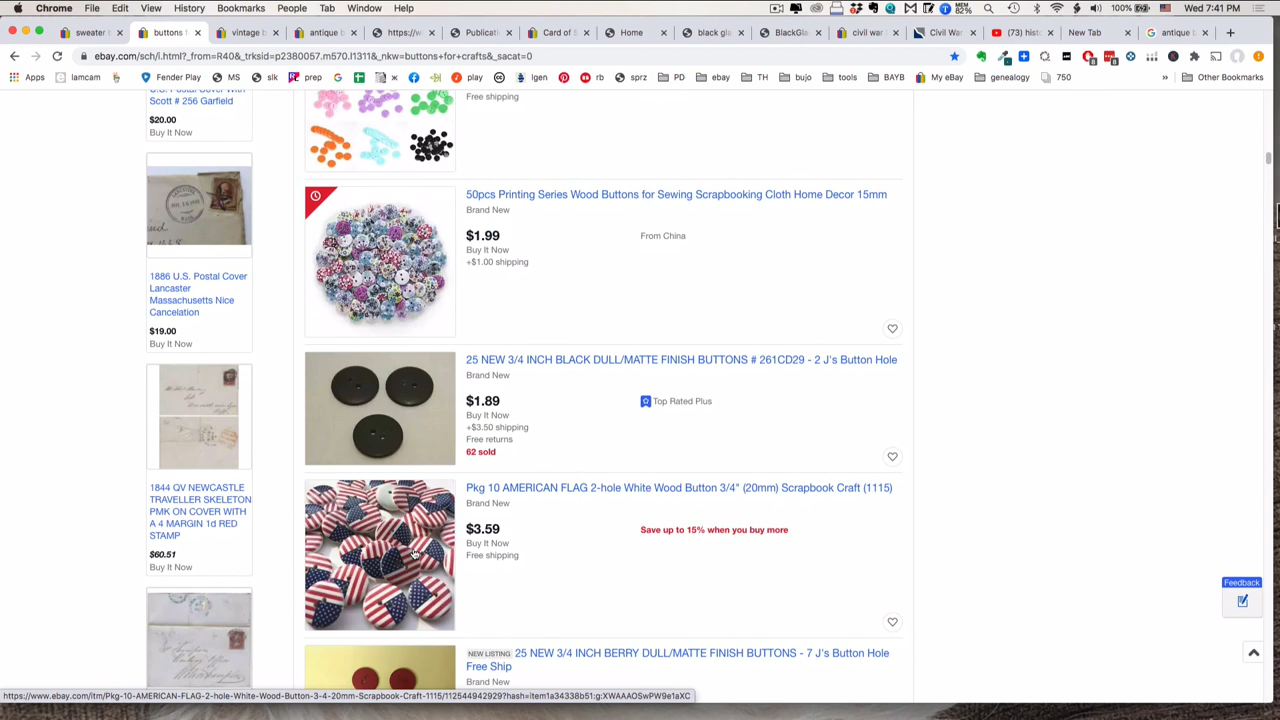 Chrome File Edit View History Bookmarks People Tab Window Help MEM 82% 100% Wed 7:41 PM
sweater buttons f vintage b antique b https://w Publicati Card of Home black gla BlackGla civil war Civil War (73) hist New Tab antique b
ebay.com/sch/i.html?_from=R40&_trksid=p2380057.m570.l1311&_nkw=buttons+for+crafts&_sacat=0
Apps lamcam Fender Play MS slk prep play lgen rb sprz PD ebay TH bujo tools BAYB My eBay genealogy 750 » Other Bookmarks
U.S. Postal Cover With
Scott # 256 Garfield
$20.00
Buy It Now
1886 U.S. Postal Cover
Lancaster
Massachusetts Nice
Cancelation
$19.00
Buy It Now
1844 QV NEWCASTLE
TRAVELLER SKELETON
PMK ON COVER WITH
A 4 MARGIN 1d RED
STAMP
$60.51
Buy It Now
Free shipping
50pcs Printing Series Wood Buttons for Sewing Scrapbooking Cloth Home Decor 15mm
Brand New
$1.99 From China
Buy It Now
+$1.00 shipping
25 NEW 3/4 INCH BLACK DULL/MATTE FINISH BUTTONS # 261CD29 - 2 J's Button Hole
Brand New
$1.89 Top Rated Plus
Buy It Now
+$3.50 shipping
Free returns
62 sold
Pkg 10 AMERICAN FLAG 2-hole White Wood Button 3/4" (20mm) Scrapbook Craft (1115)
Brand New
$3.59 Save up to 15% when you buy more
Buy It Now
Free shipping
NEW LISTING 25 NEW 3/4 INCH BERRY DULL/MATTE FINISH BUTTONS - 7 J's Button Hole
Free Ship
Brand New
Feedback
https://www.ebay.com/itm/Pkg-10-AMERICAN-FLAG-2-hole-White-Wood-Button-3-4-20mm-Scrapbook-Craft-1115/112544942929?hash=item1a34338b51:g:XWAAAOSwPW9e1aXC